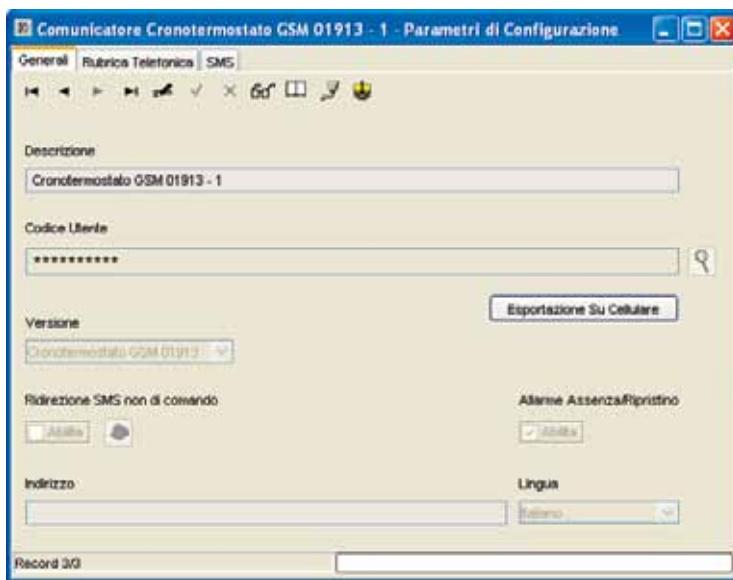 Comunicatore Cronotermostato GSM 01913 - 1 - Parametri di Configurazione
Generali Rubrica Telefonica SMS
Descrizione
Cronotermostato GSM 01913 - 1
Codice Utente
**********
Esportazione Su Cellulare
Versione
Cronotermostato GSM 01913
Ridirezione SMS non di comando Allarme Assenza/Ripristino
Abilita Abilita
Indirizzo Lingua
Italiano
Record 3/3